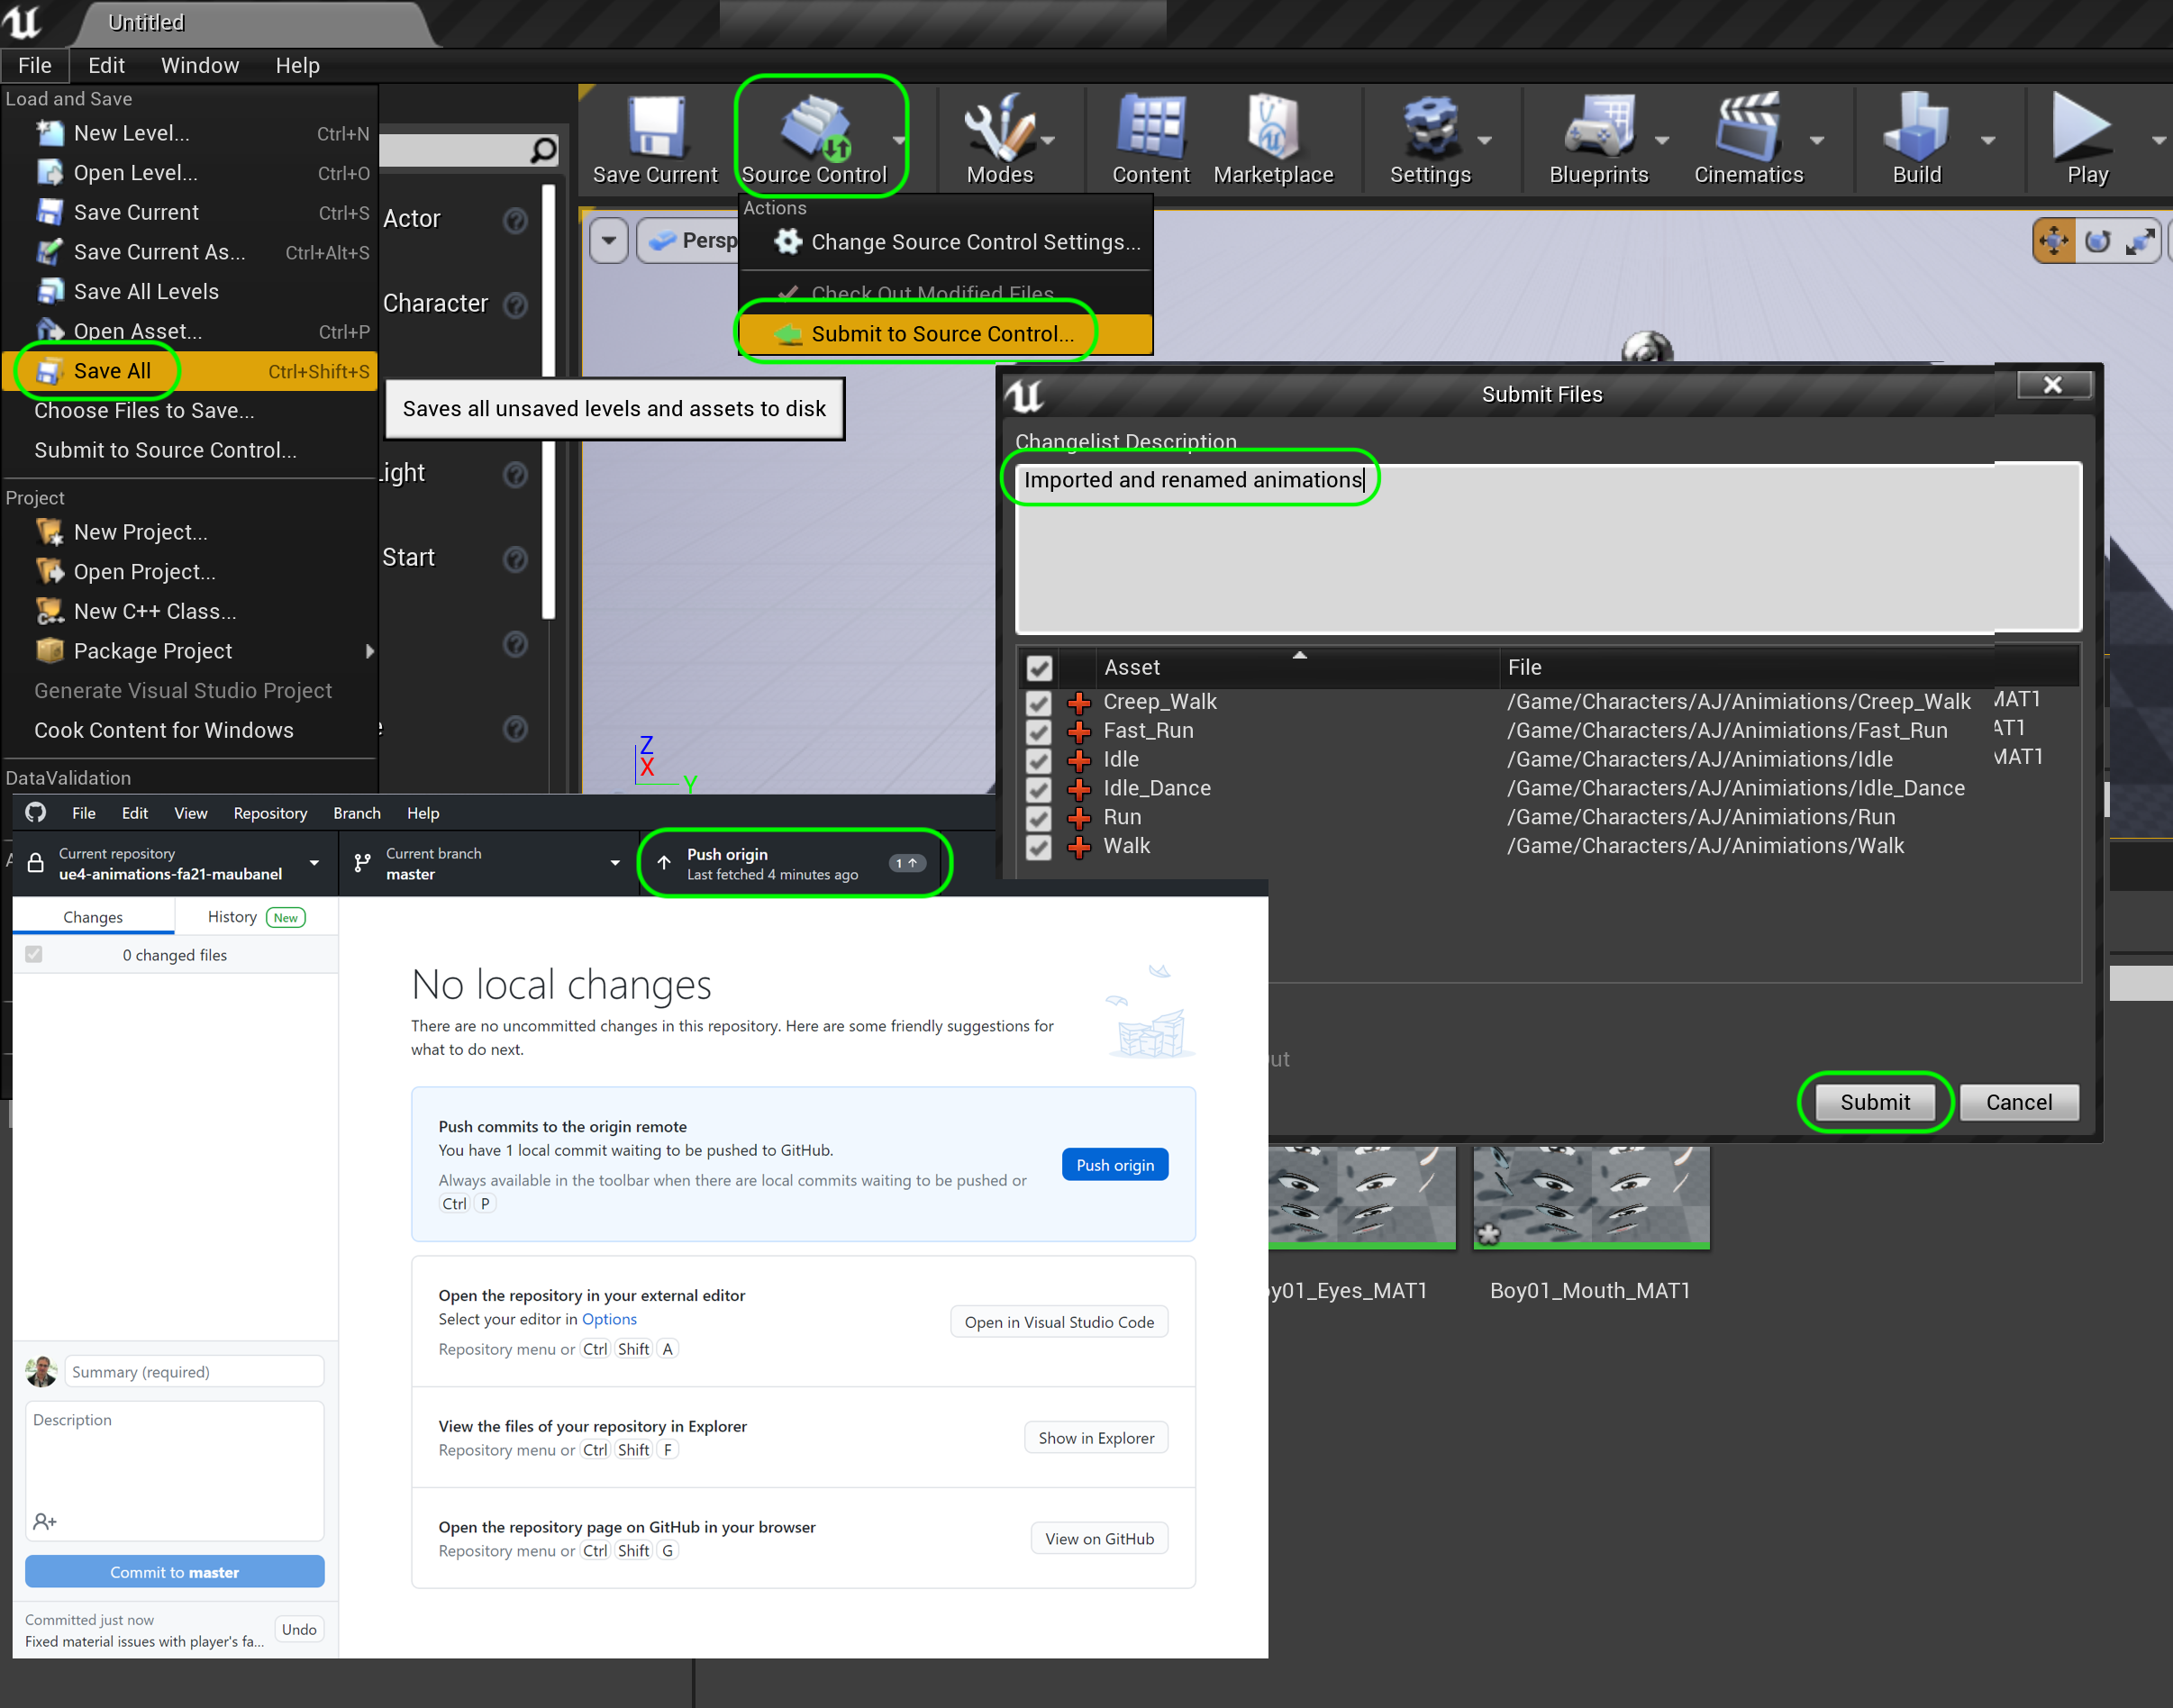 Untitled
File Edit Window Help
Load and Save
New Level... Ctrl+N
Open Level... Ctrl+O
Save Current Ctrl+S
Save Current As... Ctrl+Alt+S
Save All Levels
Open Asset... Ctrl+P
Save All Ctrl+Shift+S
Choose Files to Save...
Submit to Source Control...
Project
New Project...
Open Project...
New C++ Class...
Package Project
Generate Visual Studio Project
Cook Content for Windows
DataValidation
Actor
Character
Light
Start
Saves all unsaved levels and assets to disk
Save Current
Source Control
Modes
Content
Marketplace
Settings
Blueprints
Cinematics
Build
Play
Persp
Actions
Change Source Control Settings...
Check Out Modified Files
Submit to Source Control...
Z
X
Y
Submit Files
Changelist Description
Imported and renamed animations
Asset File
Creep_Walk /Game/Characters/AJ/Animiations/Creep_Walk MAT1
Fast_Run /Game/Characters/AJ/Animiations/Fast_Run AT1
Idle /Game/Characters/AJ/Animiations/Idle MAT1
Idle_Dance /Game/Characters/AJ/Animiations/Idle_Dance
Run /Game/Characters/AJ/Animiations/Run
Walk /Game/Characters/AJ/Animiations/Walk
Submit Cancel
y01_Eyes_MAT1
Boy01_Mouth_MAT1
File Edit View Repository Branch Help
Current repository
ue4-animations-fa21-maubanel
Current branch
master
Push origin
Last fetched 4 minutes ago
1
Changes
History New
0 changed files
No local changes
There are no uncommitted changes in this repository. Here are some friendly suggestions for
what to do next.
Push commits to the origin remote
You have 1 local commit waiting to be pushed to GitHub.
Always available in the toolbar when there are local commits waiting to be pushed or
Ctrl P
Push origin
Open the repository in your external editor
Select your editor in Options
Repository menu or Ctrl Shift A
Open in Visual Studio Code
View the files of your repository in Explorer
Repository menu or Ctrl Shift F
Show in Explorer
Open the repository page on GitHub in your browser
Repository menu or Ctrl Shift G
View on GitHub
Summary (required)
Description
Commit to master
Committed just now
Fixed material issues with player's fa...
Undo